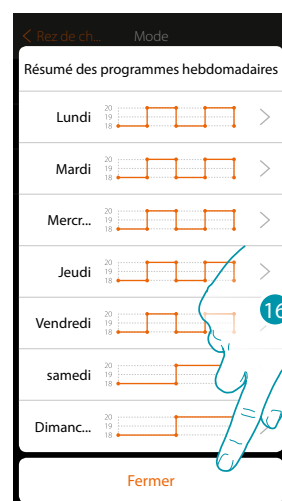 < Rez de ch... Mode
Résumé des programmes hebdomadaires
Lundi 20 19 18 >
Mardi 20 19 18 >
Mercr... 20 19 18 >
Jeudi 20 19 18 >
Vendredi 20 19 18
16
samedi 20 19 18
Dimanc... 20 19 18 >
Fermer